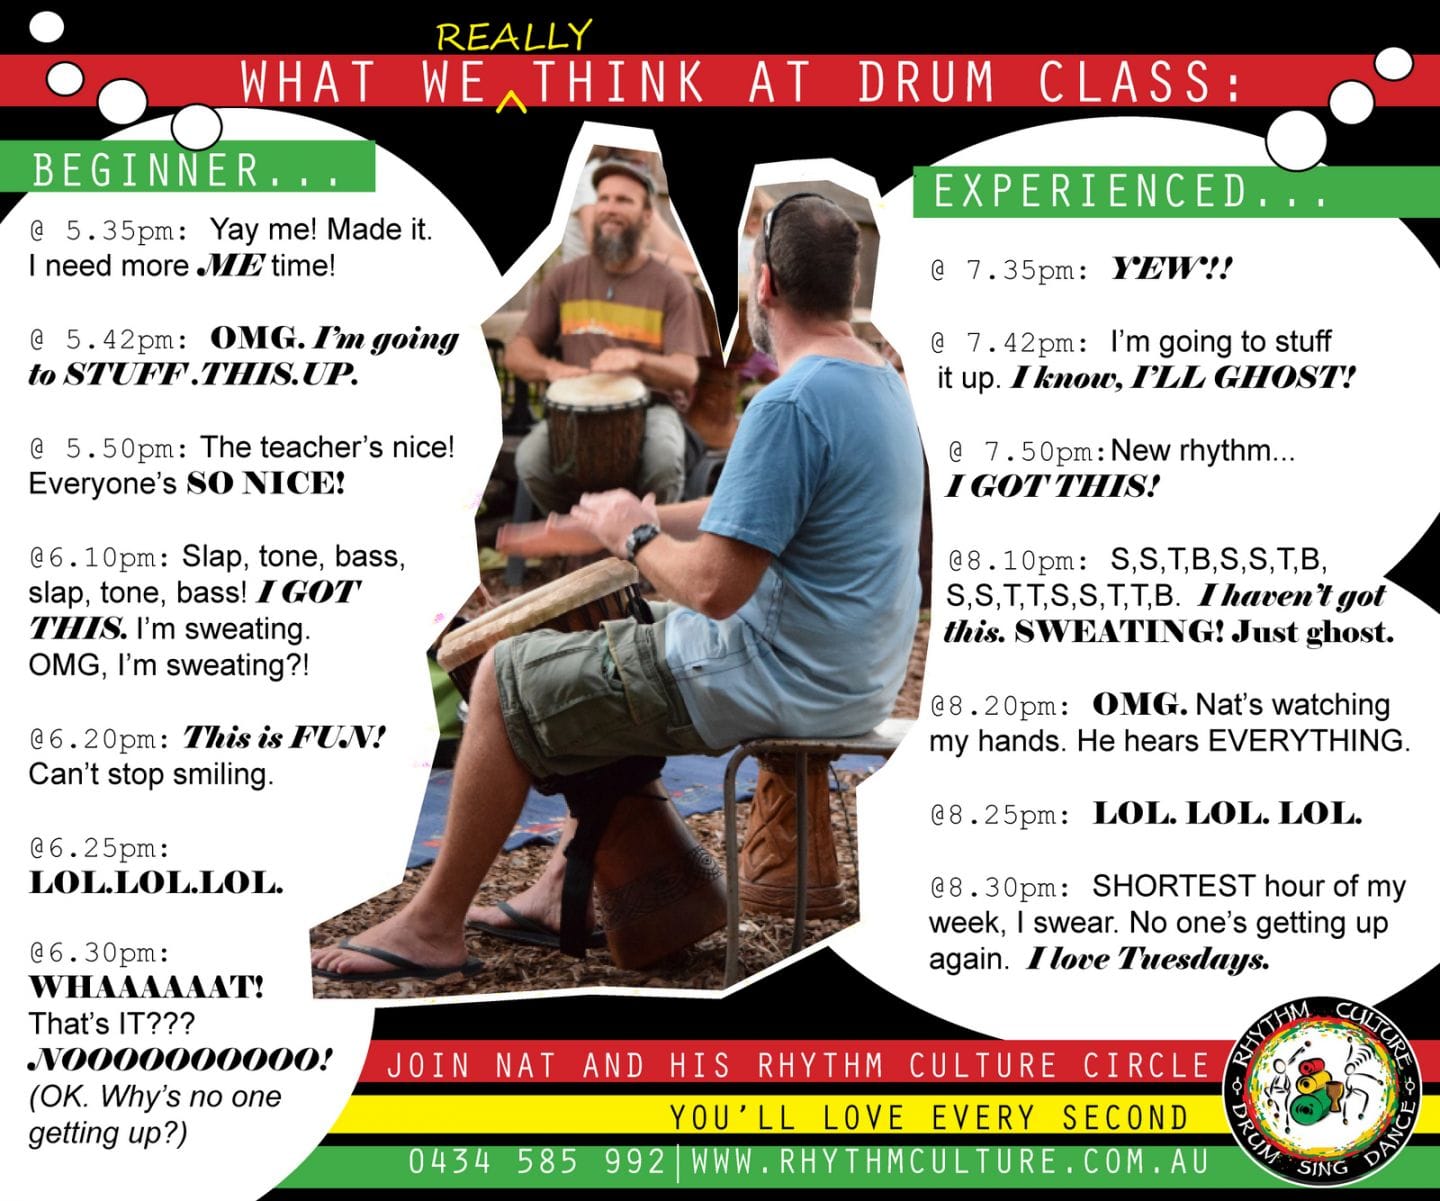 REALLY
WHAT WE THINK AT DRUM CLASS:
BEGINNER...
@ 5.35pm: Yay me! Made it.
I need more ME time!
@ 5.42pm: OMG. I'm going
to STUFF.THIS.UP.
@ 5.50pm: The teacher's nice!
Everyone's SO NICE!
@6.10pm: Slap, tone, bass,
slap, tone, bass! I GOT
THIS. I'm sweating.
OMG, I'm sweating?!
@6.20pm: This is FUN!
Can't stop smiling.
@6.25pm:
LOL.LOL.LOL.
@6.30pm:
WHAAAAAAT!
That's IT???
NOOOOOOOOOOO!
(OK. Why's no one
getting up?)
EXPERIENCED...
@ 7.35pm: YEW!!
@ 7.42pm: I'm going to stuff
it up. I know, I'LL GHOST!
@ 7.50pm: New rhythm...
I GOT THIS!
@8.10pm: S,S,T,B,S,S,T,B,
S,S,T,T,S,S,T,T,B. I haven't got
this. SWEATING! Just ghost.
@8.20pm: OMG. Nat's watching
my hands. He hears EVERYTHING.
@8.25pm: LOL. LOL. LOL.
@8.30pm: SHORTEST hour of my
week, I swear. No one's getting up
again. I love Tuesdays.
JOIN NAT AND HIS RHYTHM CULTURE CIRCLE
YOU'LL LOVE EVERY SECOND
0434 585 992|WWW.RHYTHMCULTURE.COM.AU
RHYTHM CULTURE
DRUM SING DANCE